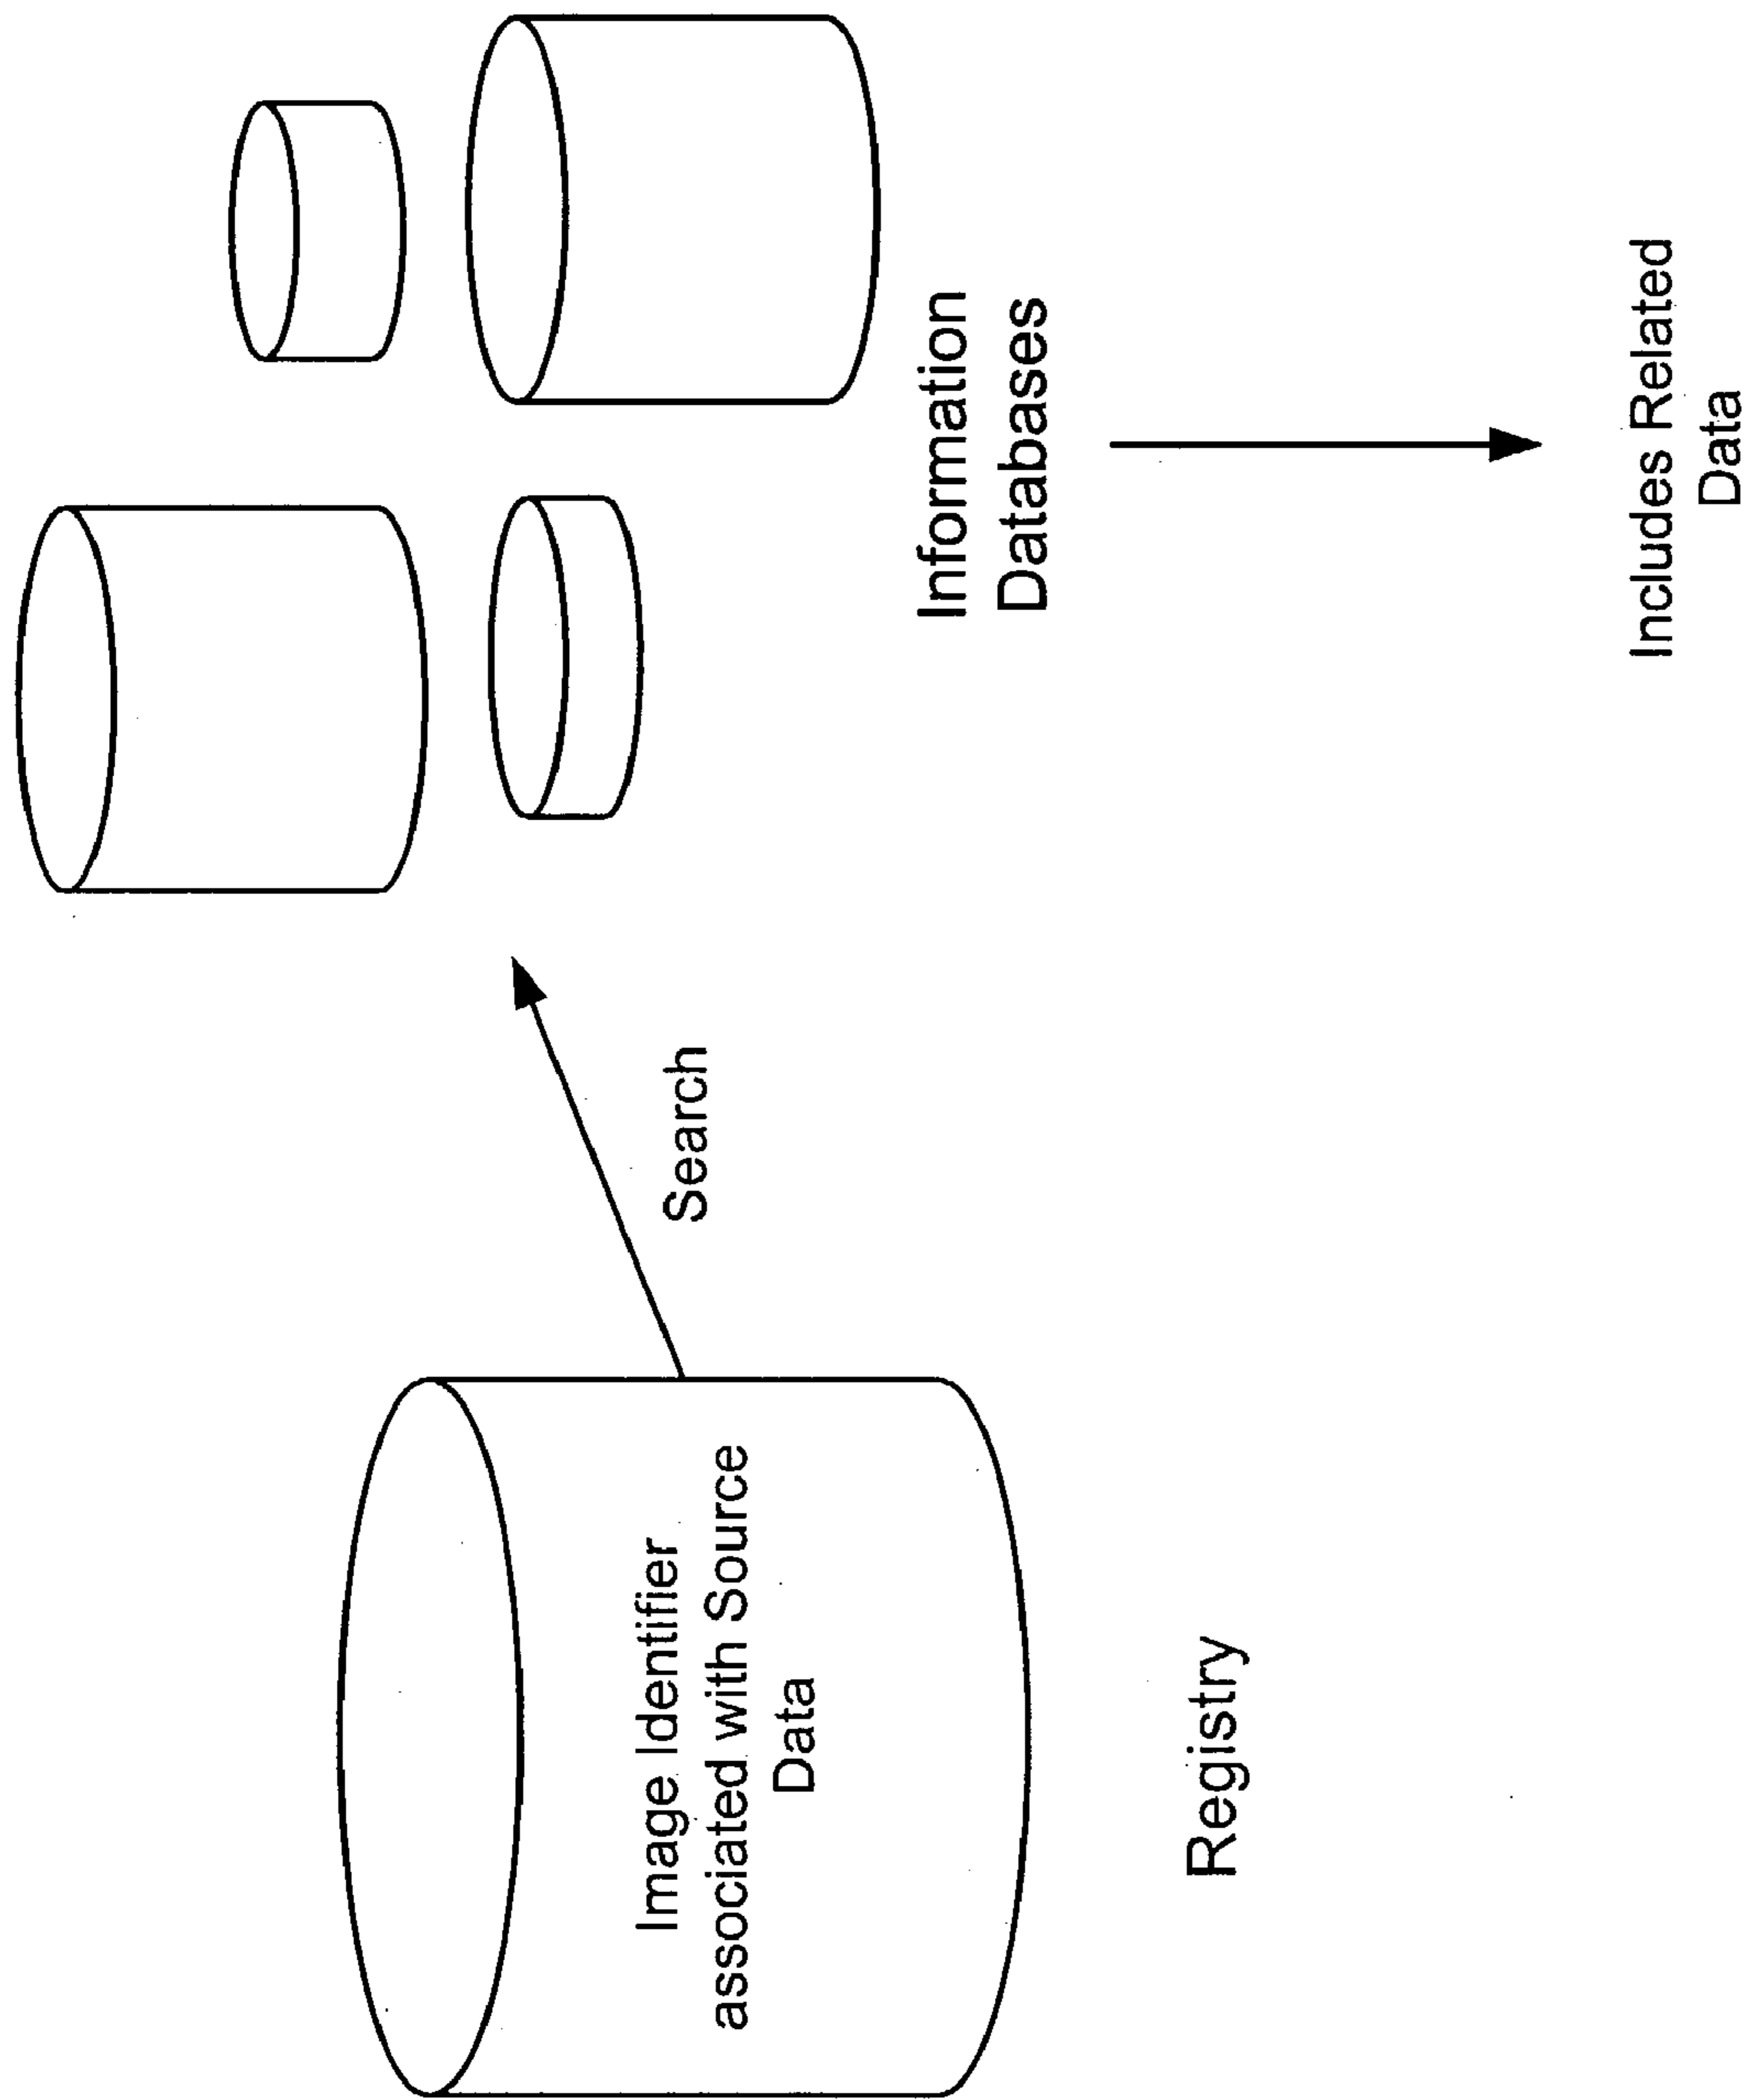 Image Identifier
associated with Source
Data
Registry
Search
Information
Databases
Includes Related
Data